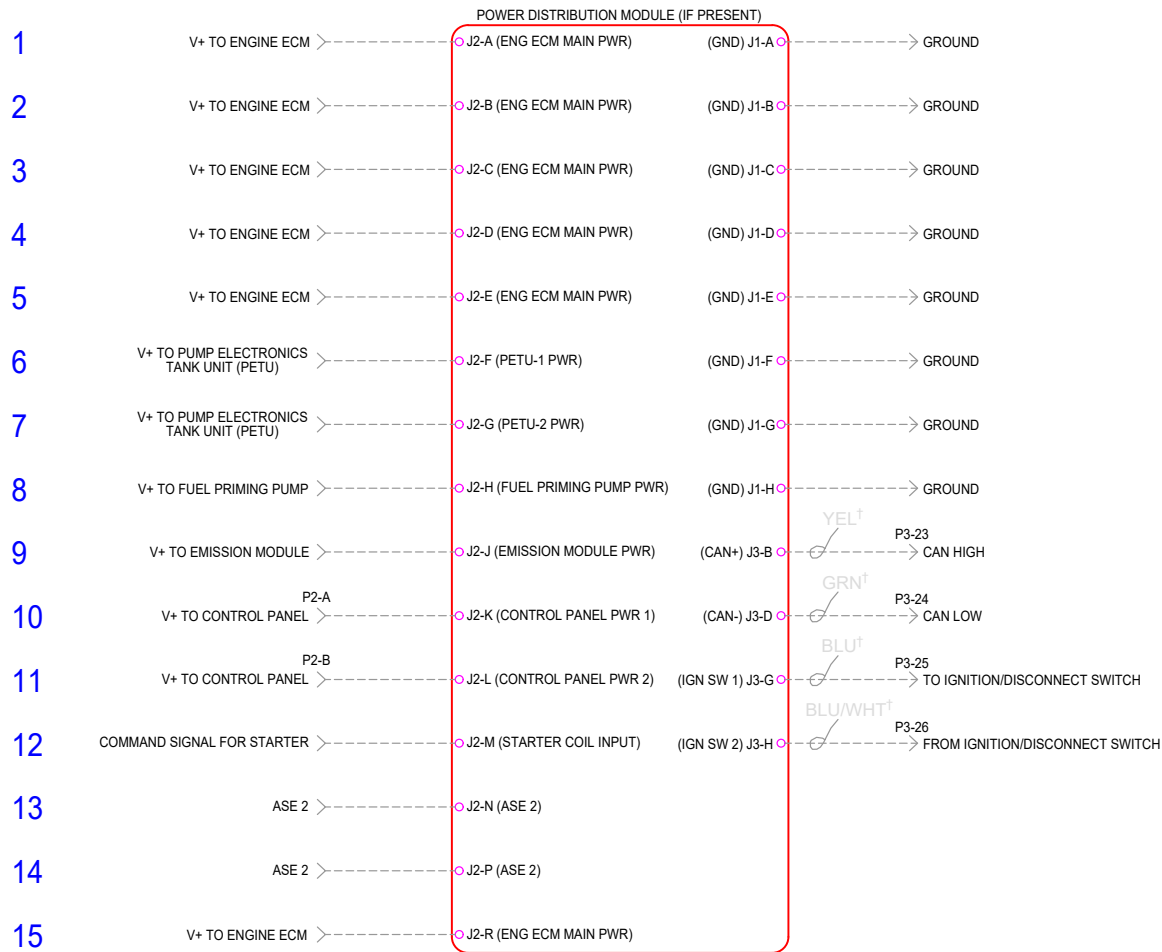 POWER DISTRIBUTION MODULE (IF PRESENT)
1 V+ TO ENGINE ECM J2-A (ENG ECM MAIN PWR) (GND) J1-A GROUND
2 V+ TO ENGINE ECM J2-B (ENG ECM MAIN PWR) (GND) J1-B GROUND
3 V+ TO ENGINE ECM J2-C (ENG ECM MAIN PWR) (GND) J1-C GROUND
4 V+ TO ENGINE ECM J2-D (ENG ECM MAIN PWR) (GND) J1-D GROUND
5 V+ TO ENGINE ECM J2-E (ENG ECM MAIN PWR) (GND) J1-E GROUND
V+ TO PUMP ELECTRONICS
6 TANK UNIT (PETU) J2-F (PETU-1 PWR) (GND) J1-F GROUND
V+ TO PUMP ELECTRONICS
7 TANK UNIT (PETU) J2-G (PETU-2 PWR) (GND) J1-G GROUND
8 V+ TO FUEL PRIMING PUMP J2-H (FUEL PRIMING PUMP PWR) (GND) J1-H GROUND
YEL† P3-23
9 V+ TO EMISSION MODULE J2-J (EMISSION MODULE PWR) (CAN+) J3-B CAN HIGH
P2-A GRN† P3-24
10 V+ TO CONTROL PANEL J2-K (CONTROL PANEL PWR 1) (CAN-) J3-D CAN LOW
P2-B BLU† P3-25
11 V+ TO CONTROL PANEL J2-L (CONTROL PANEL PWR 2) (IGN SW 1) J3-G TO IGNITION/DISCONNECT SWITCH
BLU/WHT† P3-26
12 COMMAND SIGNAL FOR STARTER J2-M (STARTER COIL INPUT) (IGN SW 2) J3-H FROM IGNITION/DISCONNECT SWITCH
13 ASE 2 J2-N (ASE 2)
14 ASE 2 J2-P (ASE 2)
15 V+ TO ENGINE ECM J2-R (ENG ECM MAIN PWR)